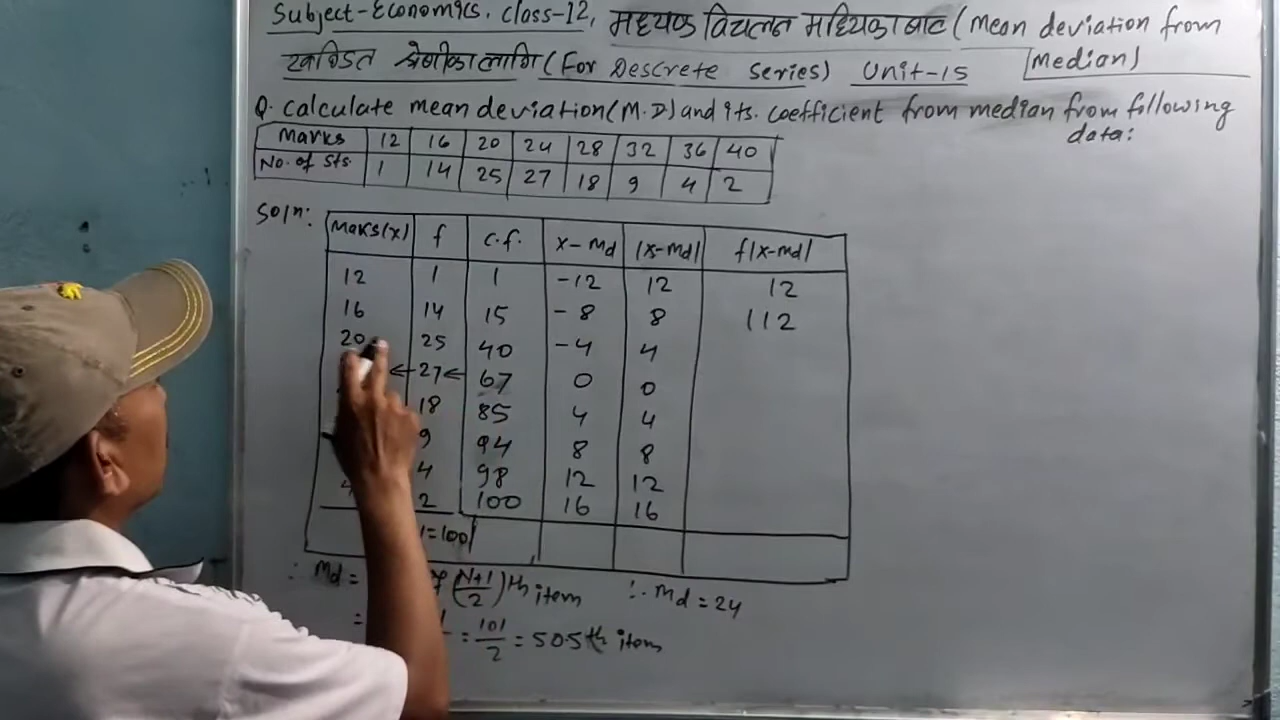 Subject-Economics. Class-12, मध्यक विचलन मध्यिकाबाट (Mean deviation from
खण्डित श्रेणीका लागि (For Descrete series) Unit-15 Median)
Q. Calculate mean deviation (M.D) and its. coefficient from median from following
data:
Marks 12 16 20 24 28 32 36 40
No. of Sts. 1 14 25 27 18 9 4 2
Soln:
Marks(x) f c.f. x-Md |x-Md| f|x-md|
12 1 1 -12 12 12
16 14 15 -8 8 112
20 25 40 -4 4
←27← 67 0 0
18 85 4 4
9 94 8 8
4 98 12 12
2 100 16 16
=100
∴ Md = (N+1/2)th item ∴ Md = 24
= = 101/2 = 50.5th item